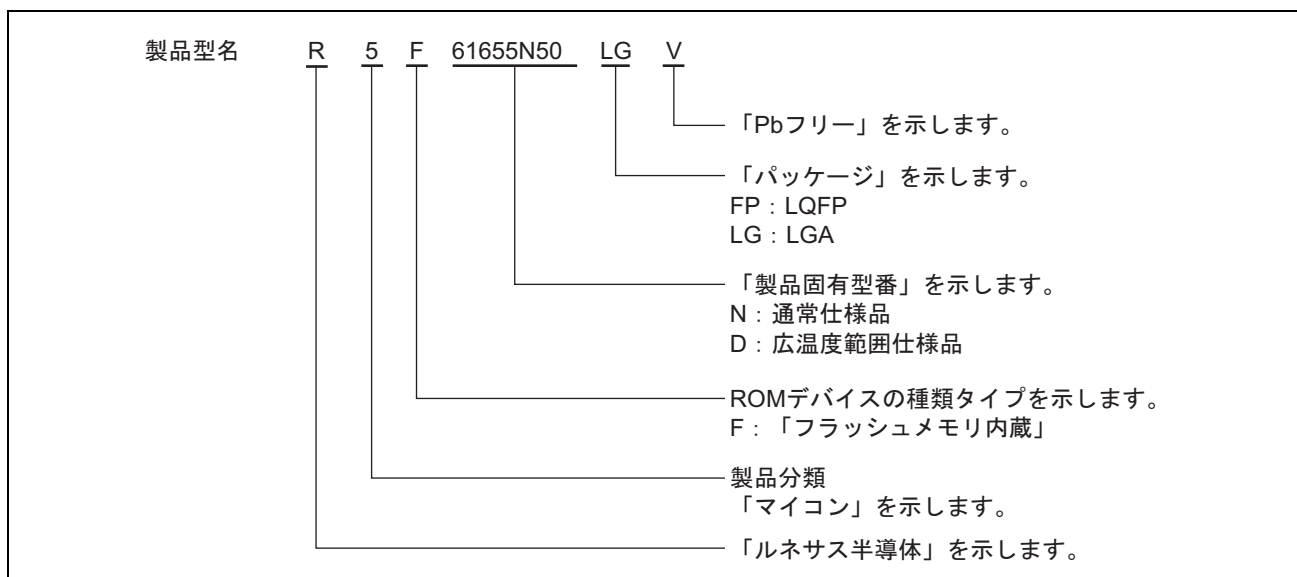 製品型名 R 5 F 61655N50 LG V
「Pbフリー」を示します。
「パッケージ」を示します。
FP：LQFP
LG：LGA
「製品固有型番」を示します。
N：通常仕様品
D：広温度範囲仕様品
ROMデバイスの種類タイプを示します。
F：「フラッシュメモリ内蔵」
製品分類
「マイコン」を示します。
「ルネサス半導体」を示します。